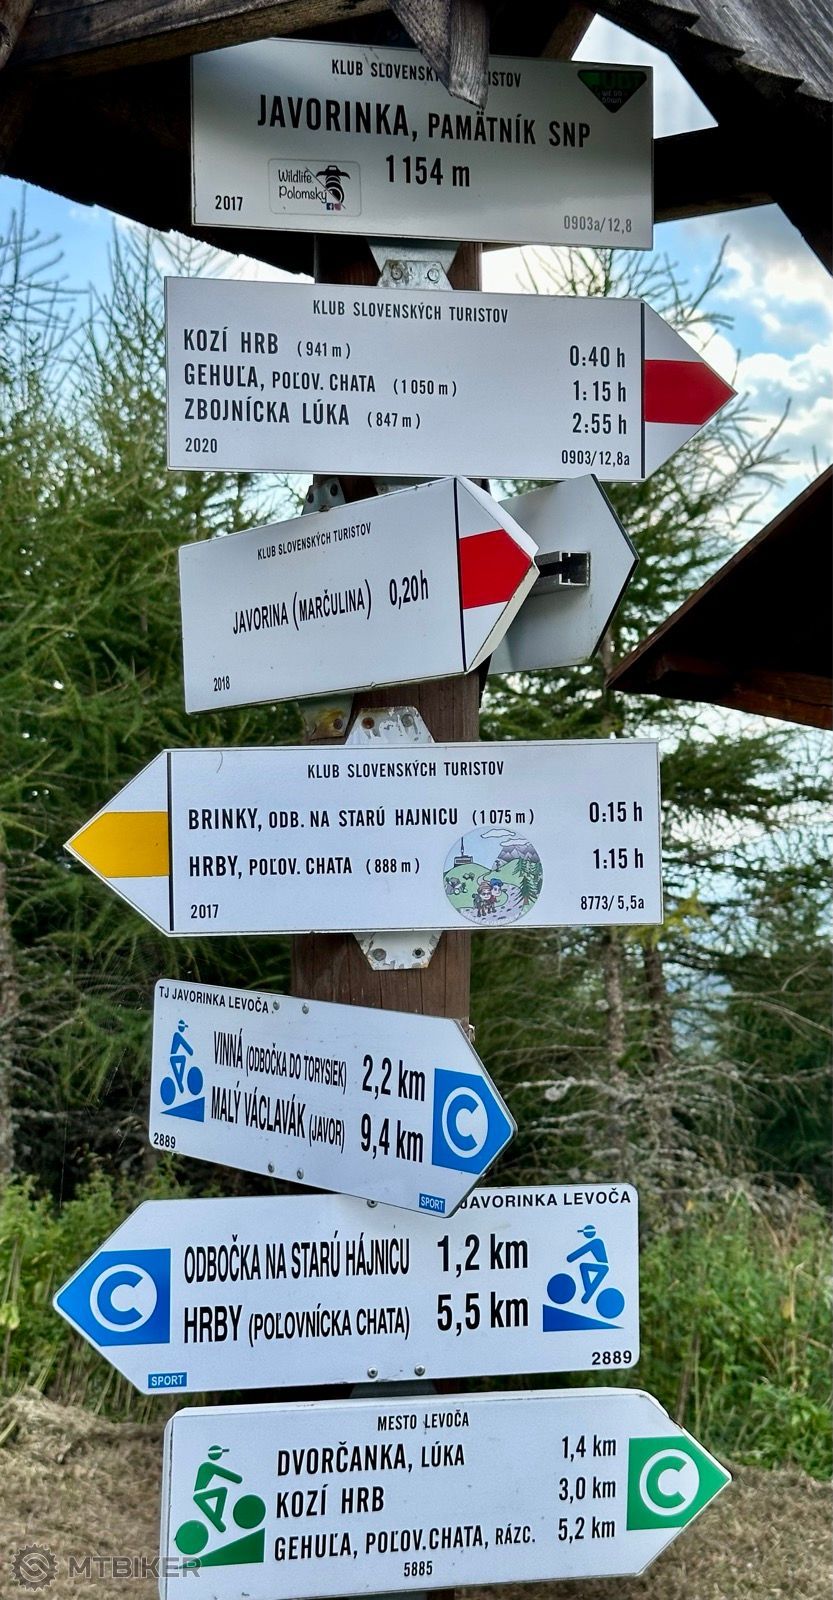 KLUB SLOVENSKÝCH TURISTOV
JAVORINKA, PAMÄTNÍK SNP
1154 m
Wildlife
Polomský
2017
0903a/12,8
KLUB SLOVENSKÝCH TURISTOV
KOZÍ HRB (941 m) 0:40 h
GEHUĽA, POĽOV. CHATA (1050 m) 1:15 h
ZBOJNÍCKA LÚKA (847 m) 2:55 h
2020
0903/12,8a
KLUB SLOVENSKÝCH TURISTOV
JAVORINA (MARČULINA) 0,20 h
2018
KLUB SLOVENSKÝCH TURISTOV
BRINKY, ODB. NA STARÚ HAJNICU (1075 m) 0:15 h
HRBY, POĽOV. CHATA (888 m) 1:15 h
2017
8773/5,5a
TJ JAVORINKA LEVOČA
VINNÁ (ODBOČKA DO TORYSIEK) 2,2 km
MALÝ VÁCLAVÁK (JAVOR) 9,4 km
C
2889
SPORT
JAVORINKA LEVOČA
C
ODBOČKA NA STARÚ HÁJNICU 1,2 km
HRBY (POĽOVNÍCKA CHATA) 5,5 km
SPORT
2889
MESTO LEVOČA
DVORČANKA, LÚKA 1,4 km
KOZÍ HRB 3,0 km
GEHUĽA, POĽOV.CHATA, RÁZC. 5,2 km
C
5885
MTBIKER